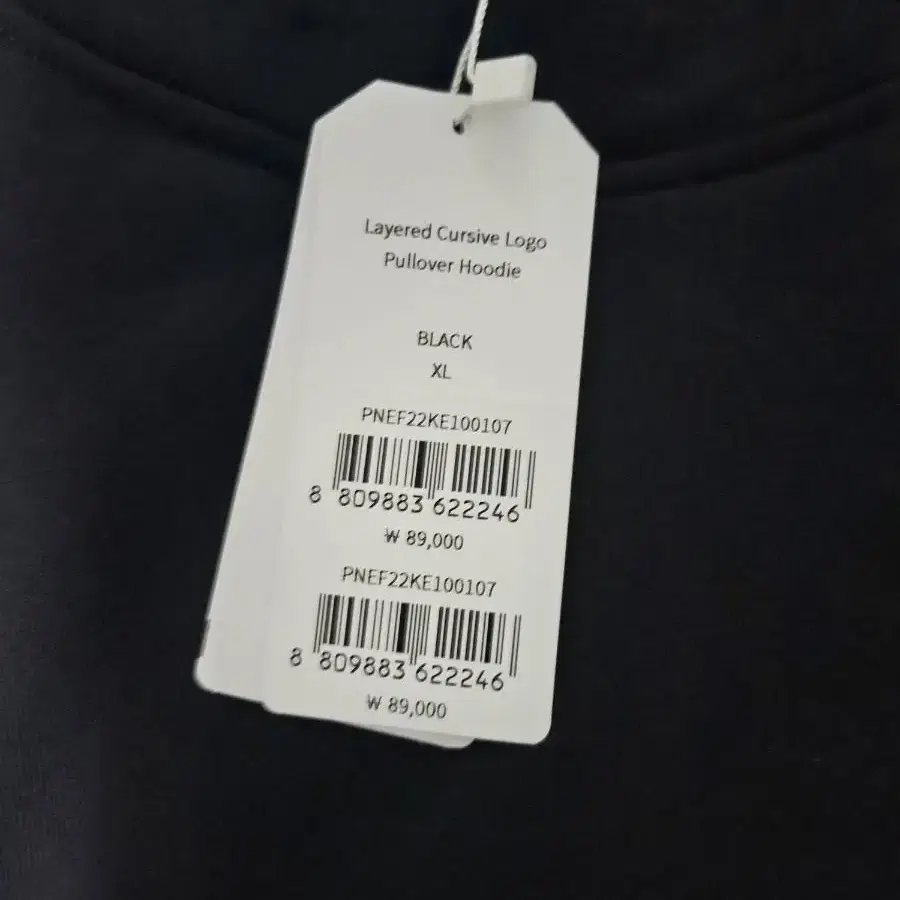 Layered Cursive Logo
Pullover Hoodie
BLACK
XL
PNEF22KE100107
8 809883 622246
₩ 89,000
PNEF22KE100107
8 809883 622246
₩ 89,000